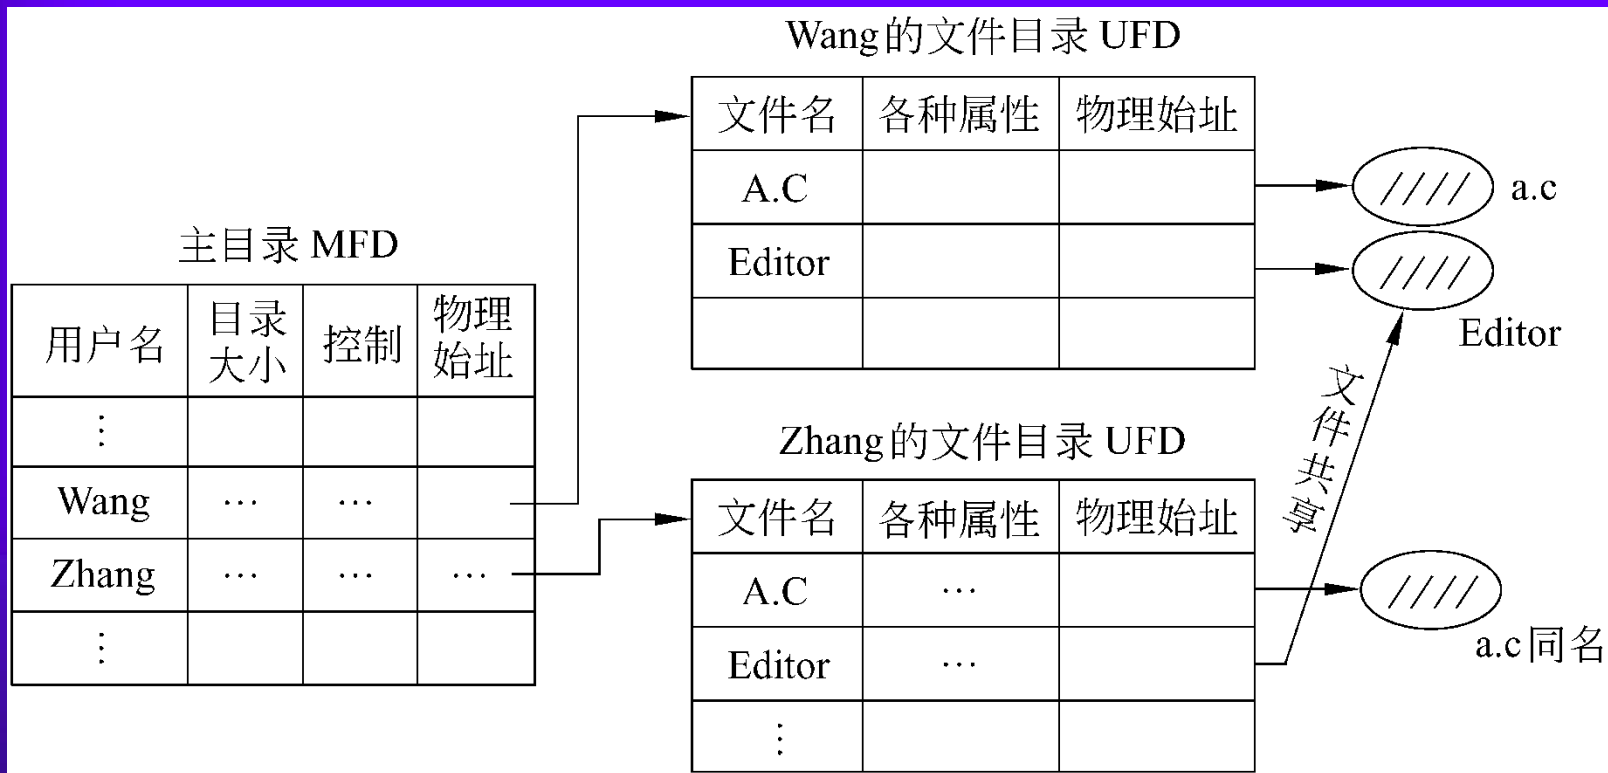 Wang的文件目录 UFD
文件名 各种属性 物理始址
A.C
Editor
a.c
Editor
主目录 MFD
用户名 目录大小 控制 物理始址
⋮
Wang … …
Zhang … … …
⋮
Zhang的文件目录 UFD
文件名 各种属性 物理始址
A.C …
Editor …
⋮
文件共享
a.c同名